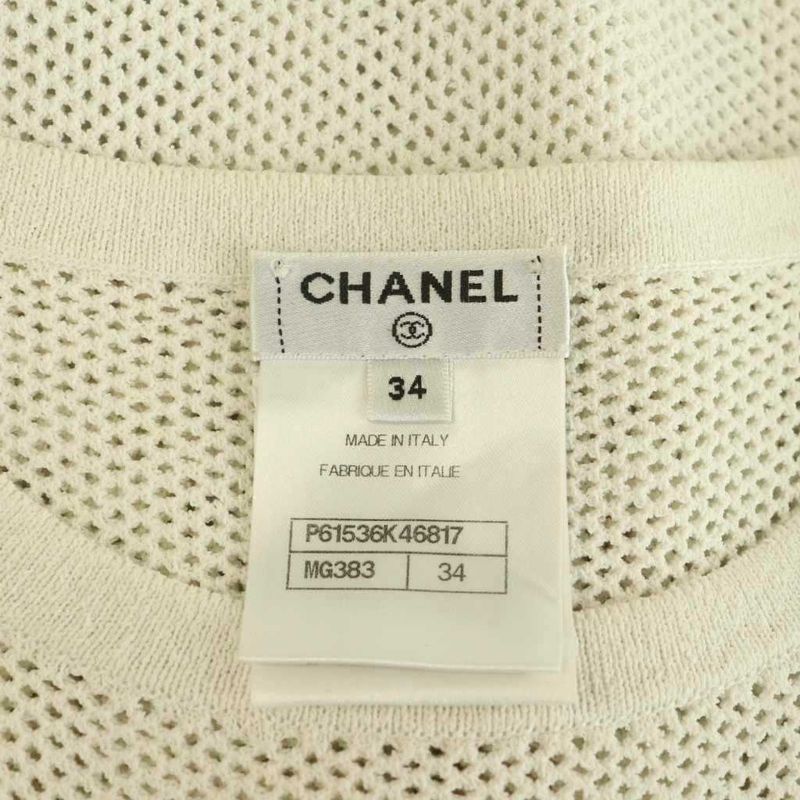 CHANEL
34
MADE IN ITALY
FABRIQUE EN ITALIE
P61536K46817
MG383 34